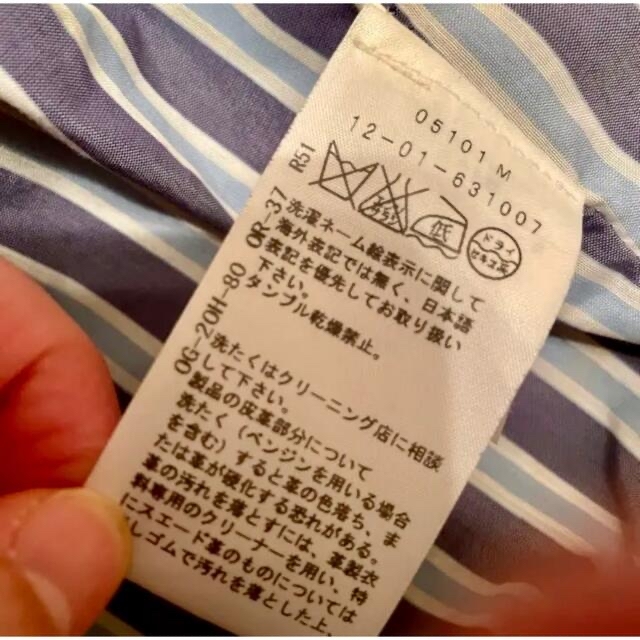 05101 M
12-01-631007
R51
エンソ
サラシ
低
ドライ
セキユ系
QR-37
洗濯ネーム絵表示に関して
海外表記では無く、日本語
表記を優先してお取り扱い
下さい。
タンブル乾燥禁止。
OG-20H-80
洗たくはクリーニング店に相談
して下さい。
製品の皮革部分について
洗たく（ベンジンを用いる場合
を含む）すると革の色落ち、ま
たは革が硬化する恐れがある。
革の汚れを落とすには、革製衣
料専用のクリーナーを用い、特
にスエード革のものについては
しゴムで汚れを落とした上、